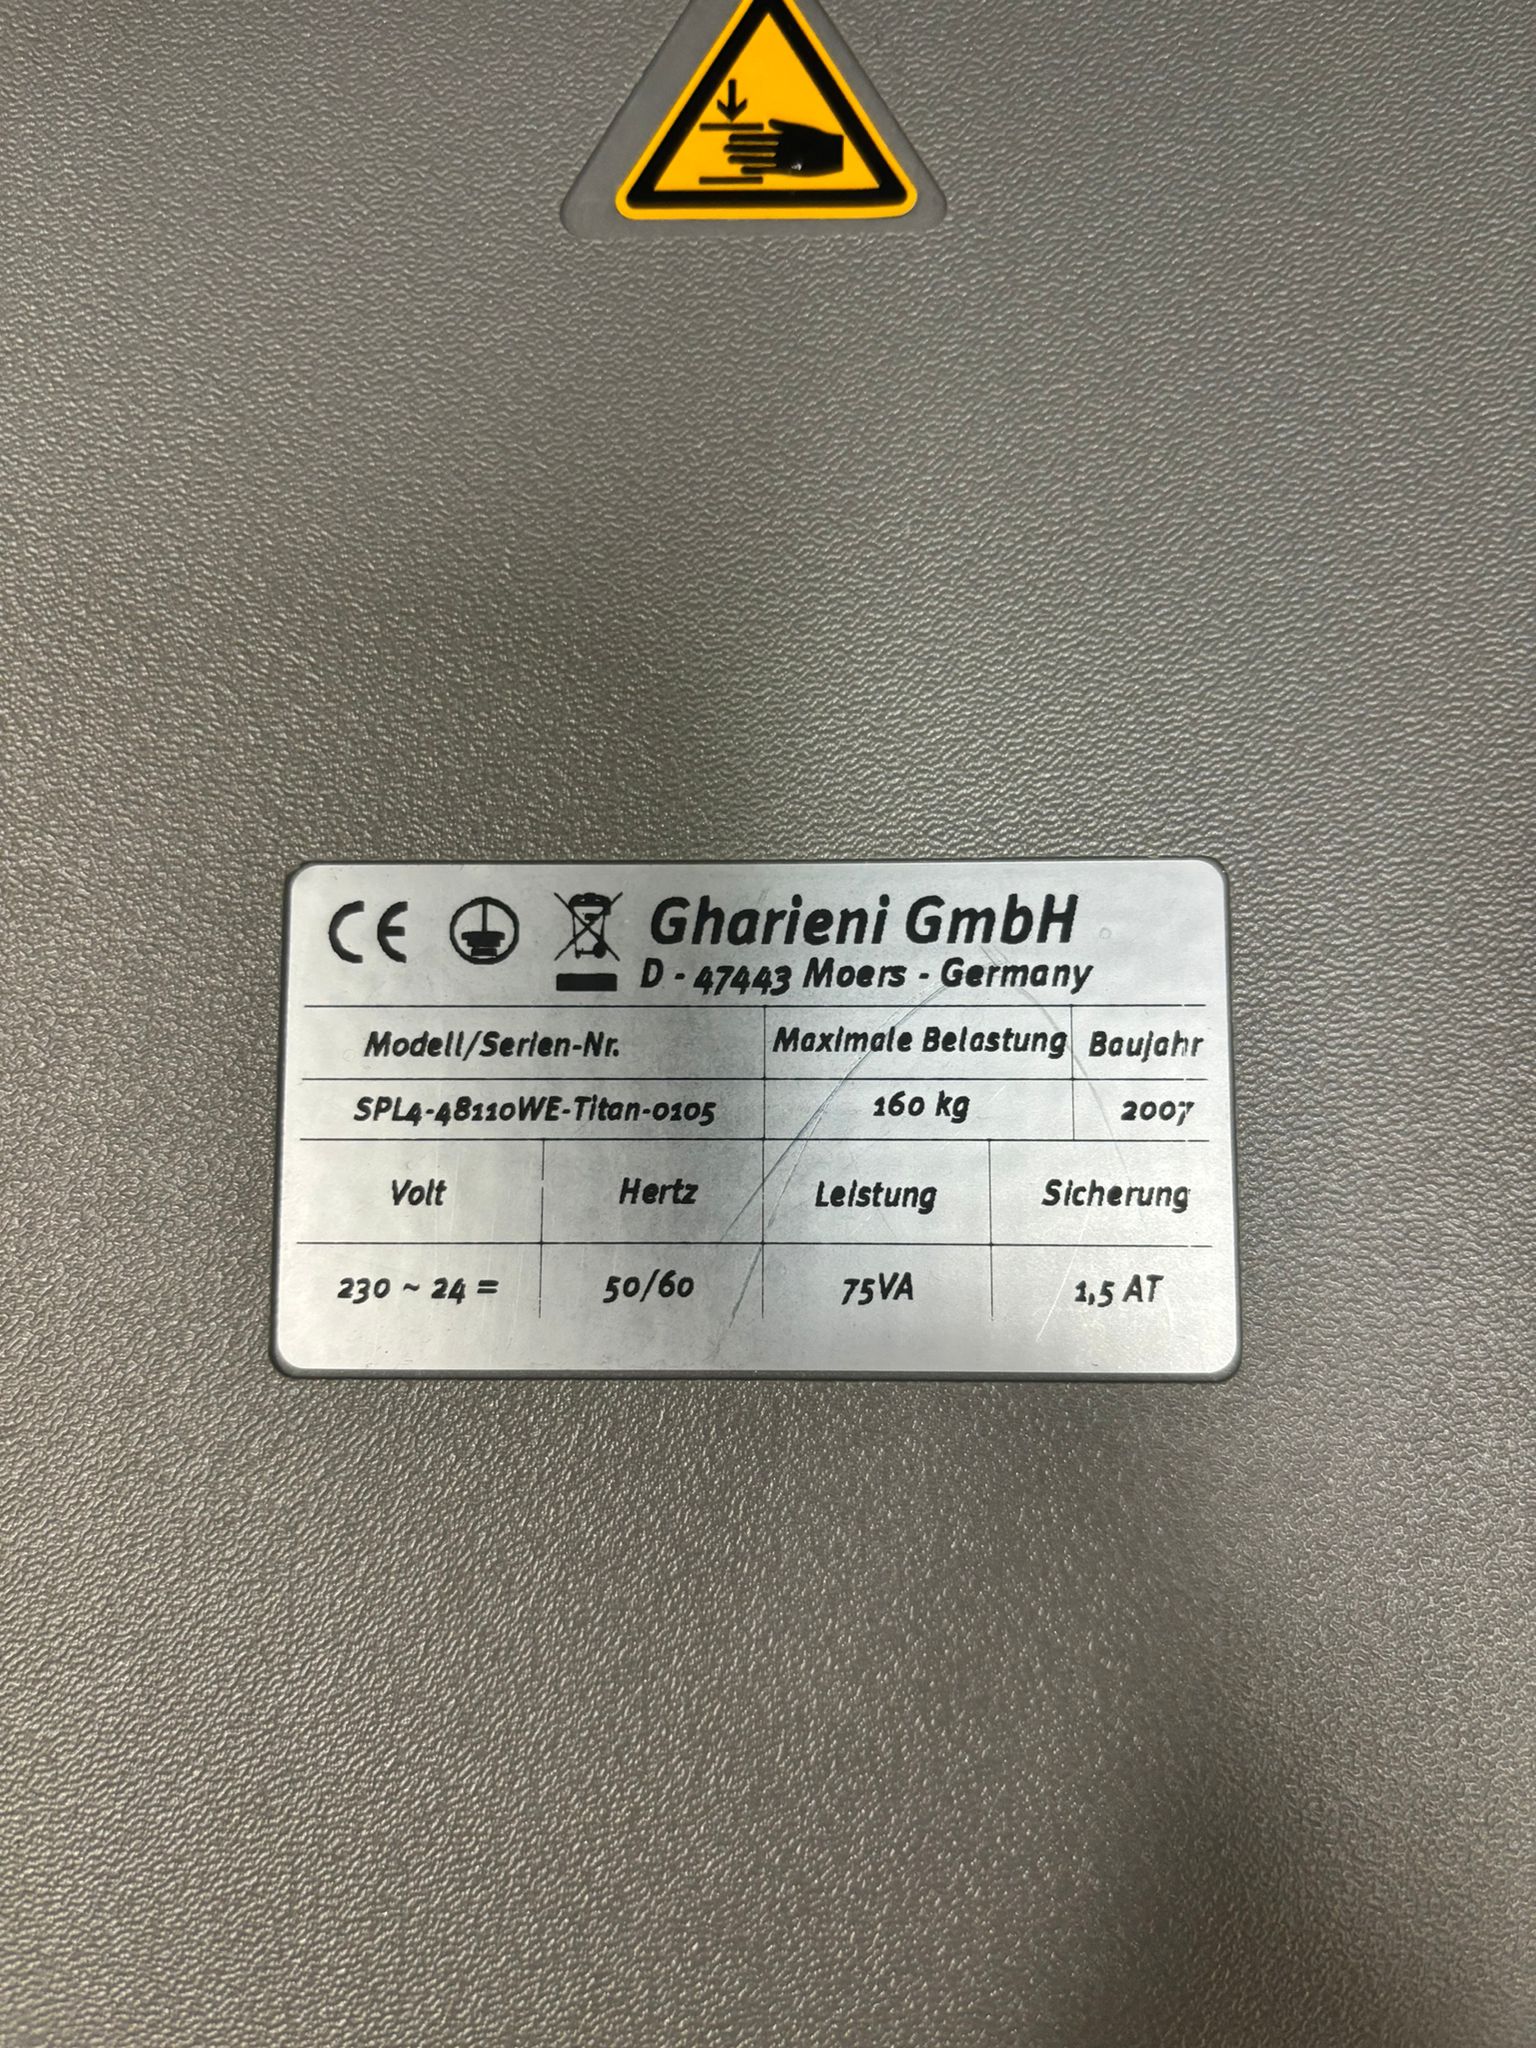 CE Gharieni GmbH
D - 47443 Moers - Germany
Modell/Serien-Nr. Maximale Belastung Baujahr
SPL4-48110WE-Titan-0105 160 kg 2007
Volt Hertz Leistung Sicherung
230 ~ 24 = 50/60 75VA 1,5 AT